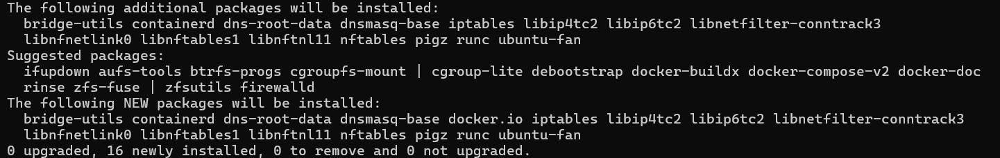 The following additional packages will be installed:
bridge-utils containerd dns-root-data dnsmasq-base iptables libip4tc2 libip6tc2 libnetfilter-conntrack3
libnfnetlink0 libnftables1 libnftnl11 nftables pigz runc ubuntu-fan
Suggested packages:
ifupdown aufs-tools btrfs-progs cgroupfs-mount | cgroup-lite debootstrap docker-buildx docker-compose-v2 docker-doc
rinse zfs-fuse | zfsutils firewalld
The following NEW packages will be installed:
bridge-utils containerd dns-root-data dnsmasq-base docker.io iptables libip4tc2 libip6tc2 libnetfilter-conntrack3
libnfnetlink0 libnftables1 libnftnl11 nftables pigz runc ubuntu-fan
0 upgraded, 16 newly installed, 0 to remove and 0 not upgraded.